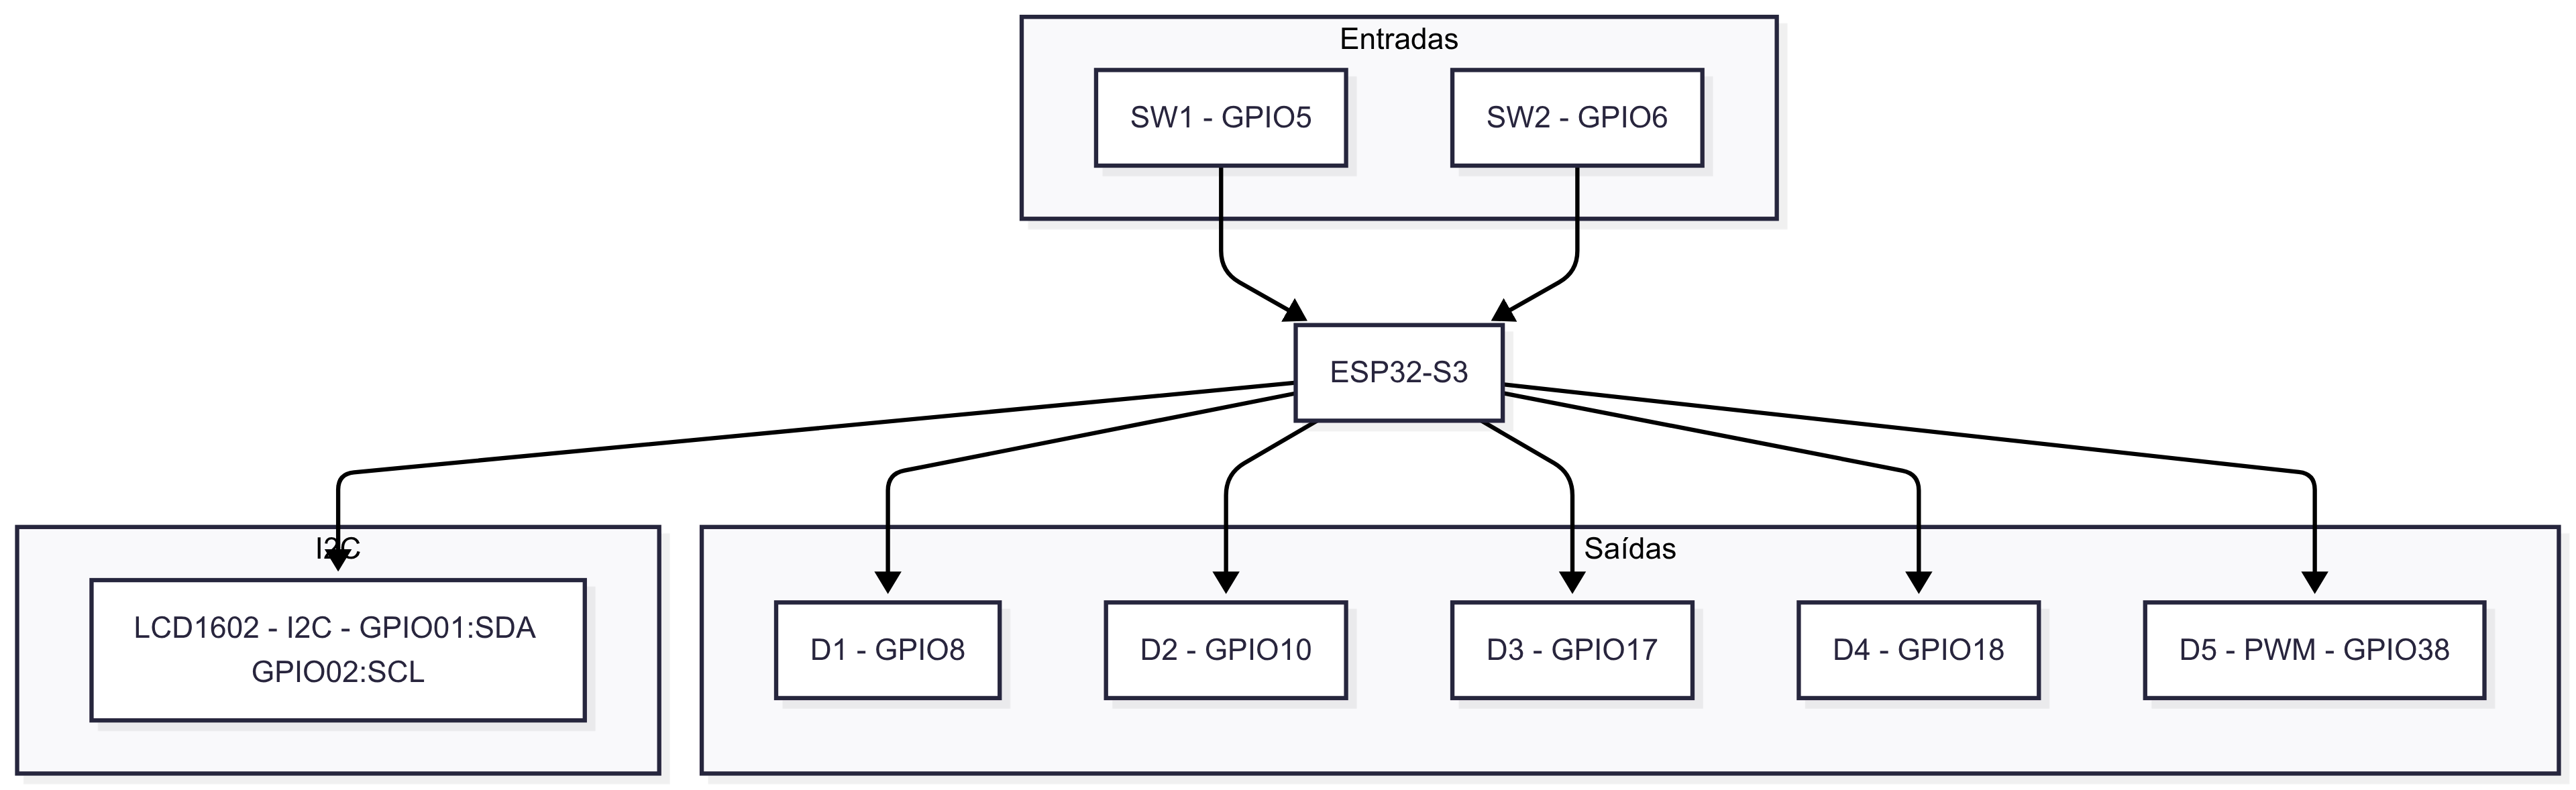 Entradas
SW1 - GPIO5
SW2 - GPIO6
ESP32-S3
I2C
LCD1602 - I2C - GPIO01:SDA
GPIO02:SCL
Saídas
D1 - GPIO8
D2 - GPIO10
D3 - GPIO17
D4 - GPIO18
D5 - PWM - GPIO38